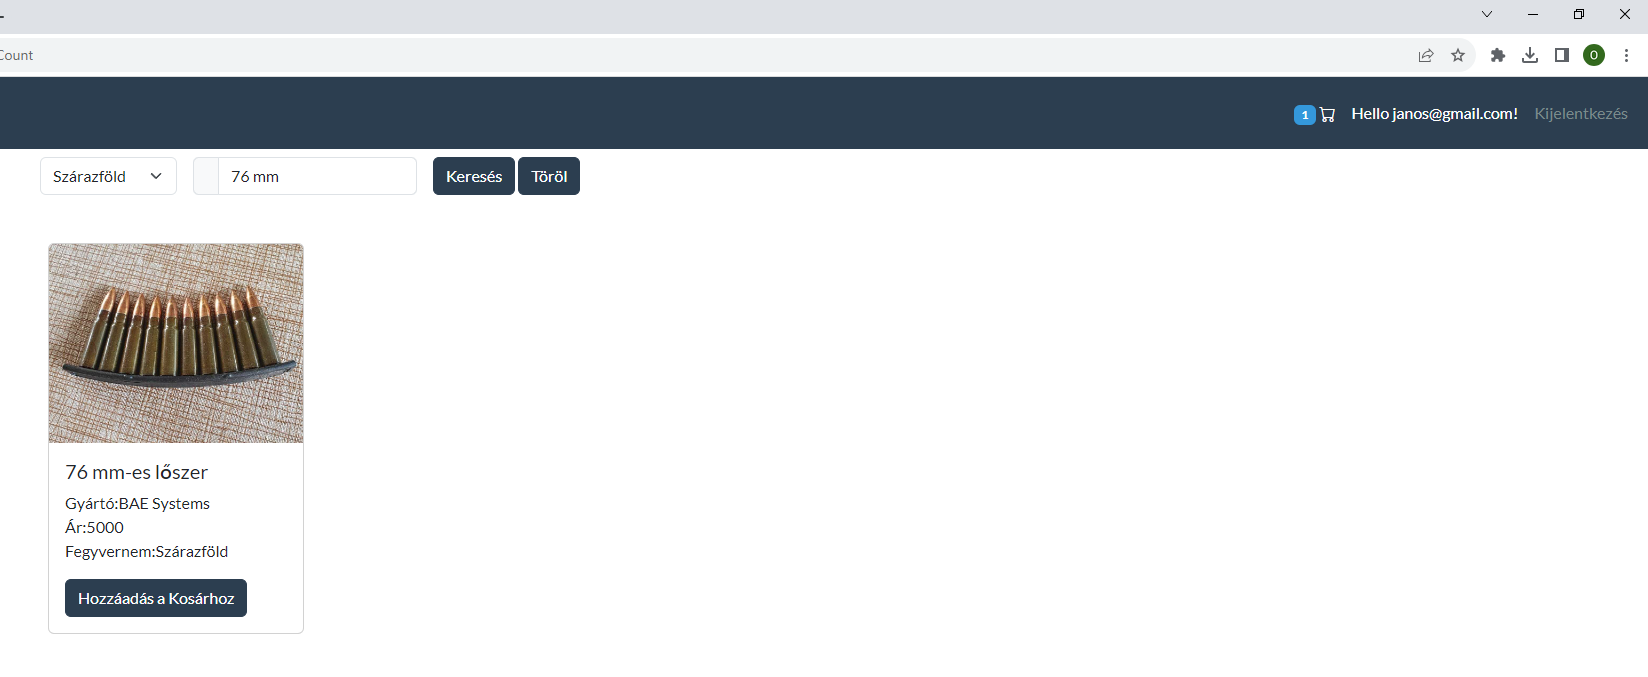 Count
1 Hello janos@gmail.com! Kijelentkezés
O
Szárazföld 76 mm Keresés Töröl
76 mm-es lőszer
Gyártó:BAE Systems
Ár:5000
Fegyvernem:Szárazföld
Hozzáadás a Kosárhoz